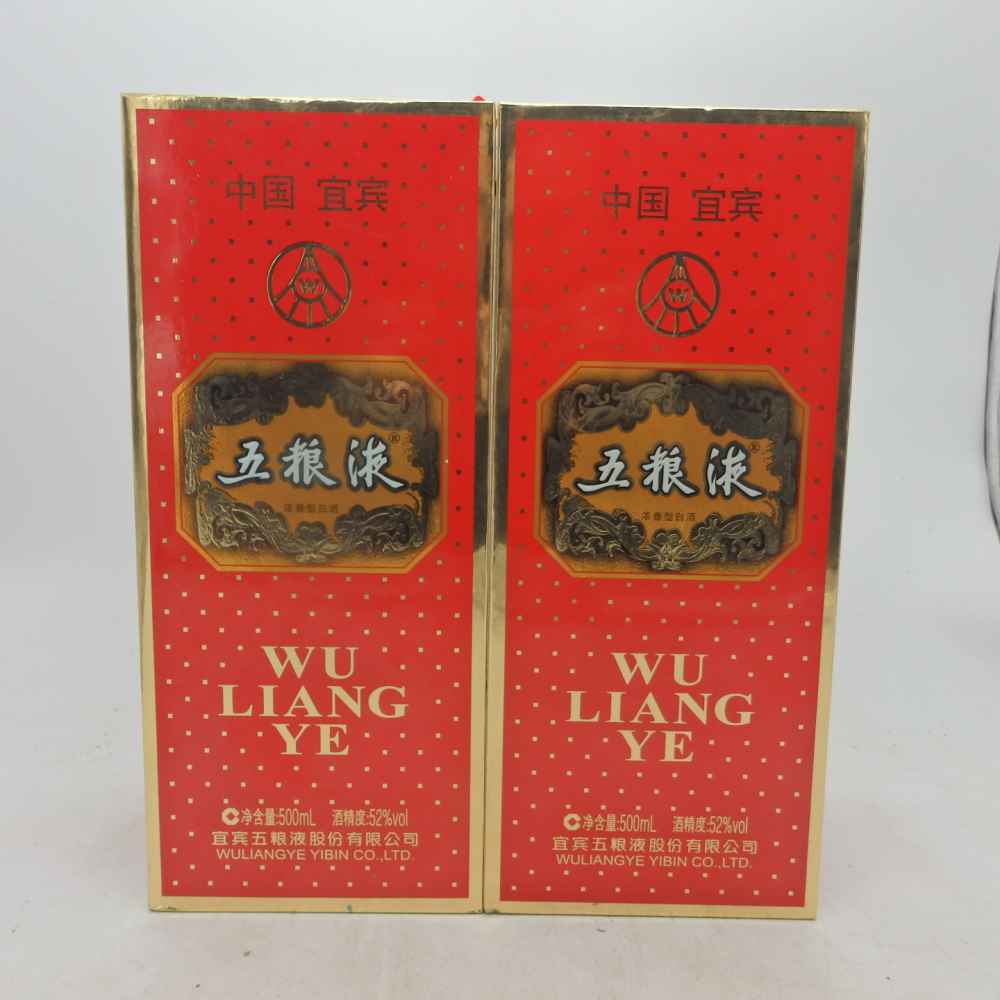 中国 宜宾
W
五粮液®
浓香型白酒
WU
LIANG
YE
净含量:500mL 酒精度:52%vol
宜宾五粮液股份有限公司
WULIANGYE YIBIN CO.,LTD.
中国 宜宾
W
五粮液®
浓香型白酒
WU
LIANG
YE
净含量:500mL 酒精度:52%vol
宜宾五粮液股份有限公司
WULIANGYE YIBIN CO.,LTD.